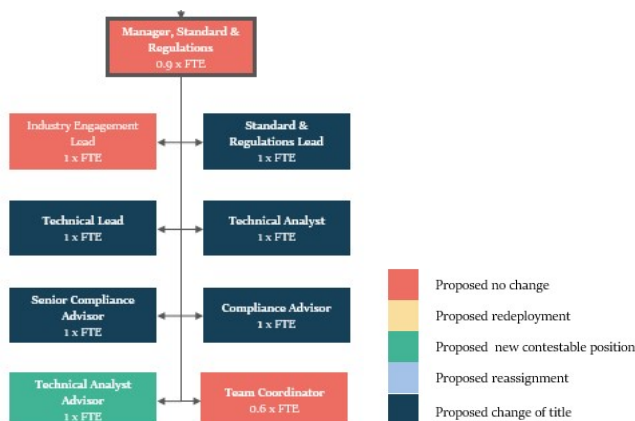 Manager, Standard &
Regulations
0.9 x FTE
Industry Engagement
Lead
1 x FTE
Standard &
Regulations Lead
1 x FTE
Technical Lead
1 x FTE
Technical Analyst
1 x FTE
Senior Compliance
Advisor
1 x FTE
Compliance Advisor
1 x FTE
Technical Analyst
Advisor
1 x FTE
Team Coordinator
0.6 x FTE
Proposed no change
Proposed redeployment
Proposed new contestable position
Proposed reassignment
Proposed change of title